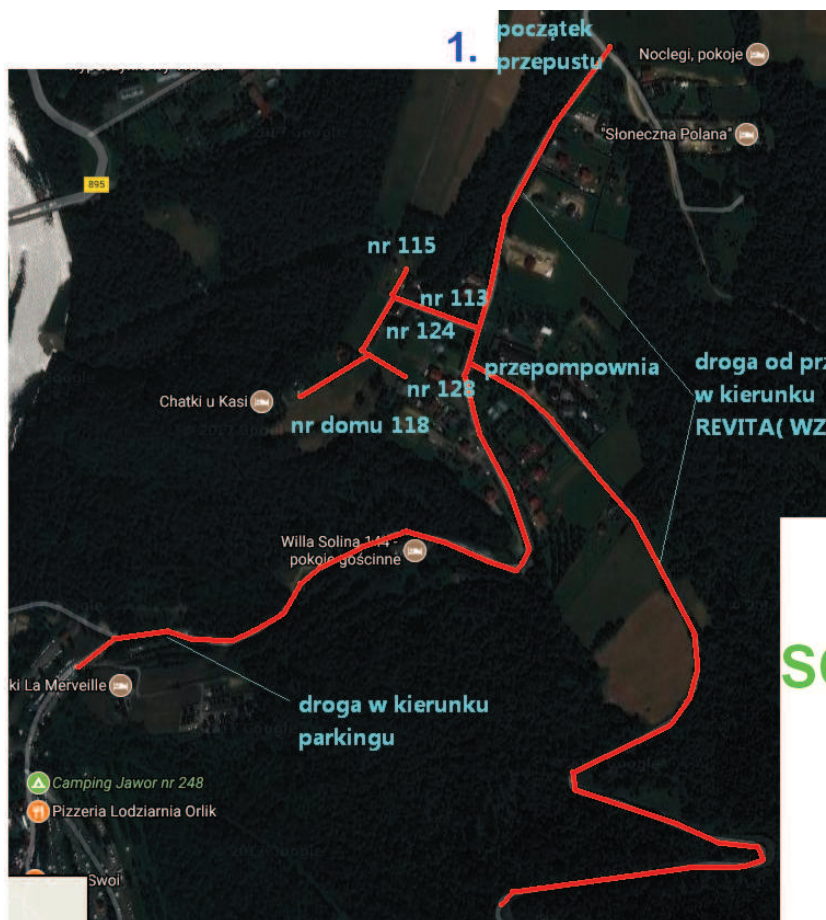 1.
początek
przepustu
Noclegi, pokoje
"Słoneczna Polana"
895
nr 115
nr 113
nr 124
przepompownia
droga od prz
w kierunku
REVITA( WZ
Chatki u Kasi
nr 128
nr domu 118
Willa Solina 144 -
pokoje gościnne
ki La Merveille
droga w kierunku
parkingu
Camping Jawor nr 248
Pizzeria Lodziarnia Orlik
Swoi